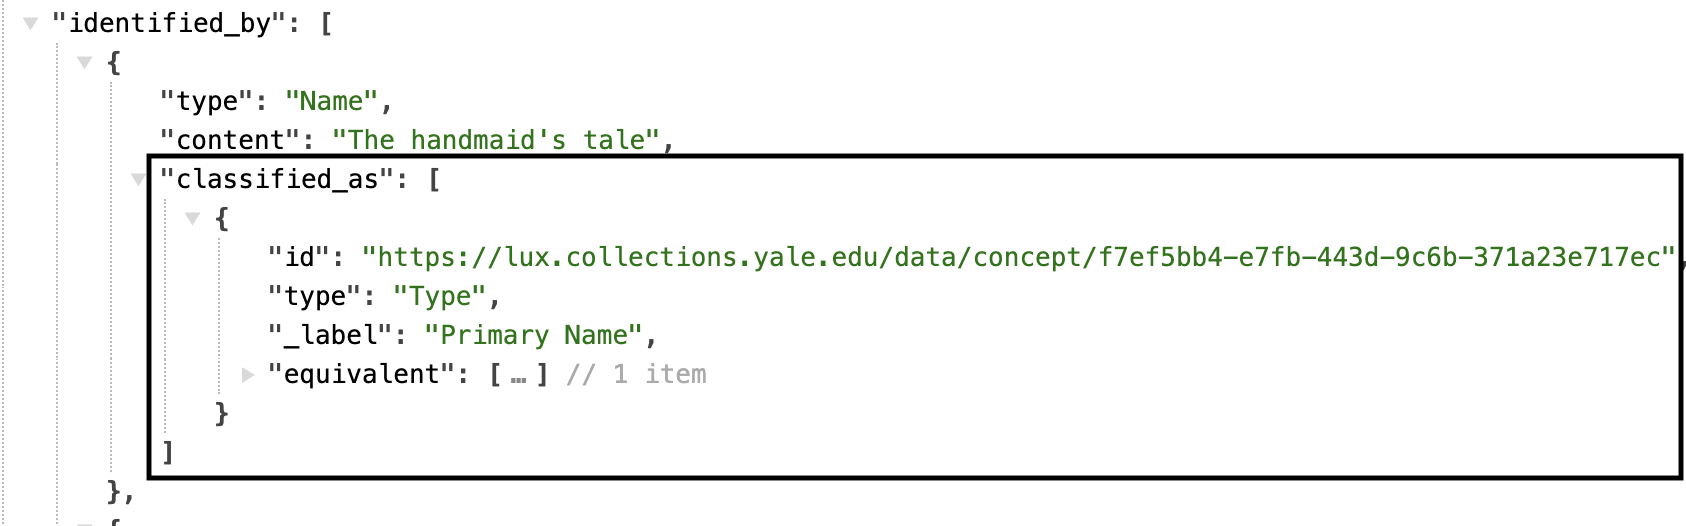 "identified_by": [
{
"type": "Name",
"content": "The handmaid's tale",
"classified_as": [
{
"id": "https://lux.collections.yale.edu/data/concept/f7ef5bb4-e7fb-443d-9c6b-371a23e717ec",
"type": "Type",
"_label": "Primary Name",
"equivalent": [ … ] // 1 item
}
]
},
{